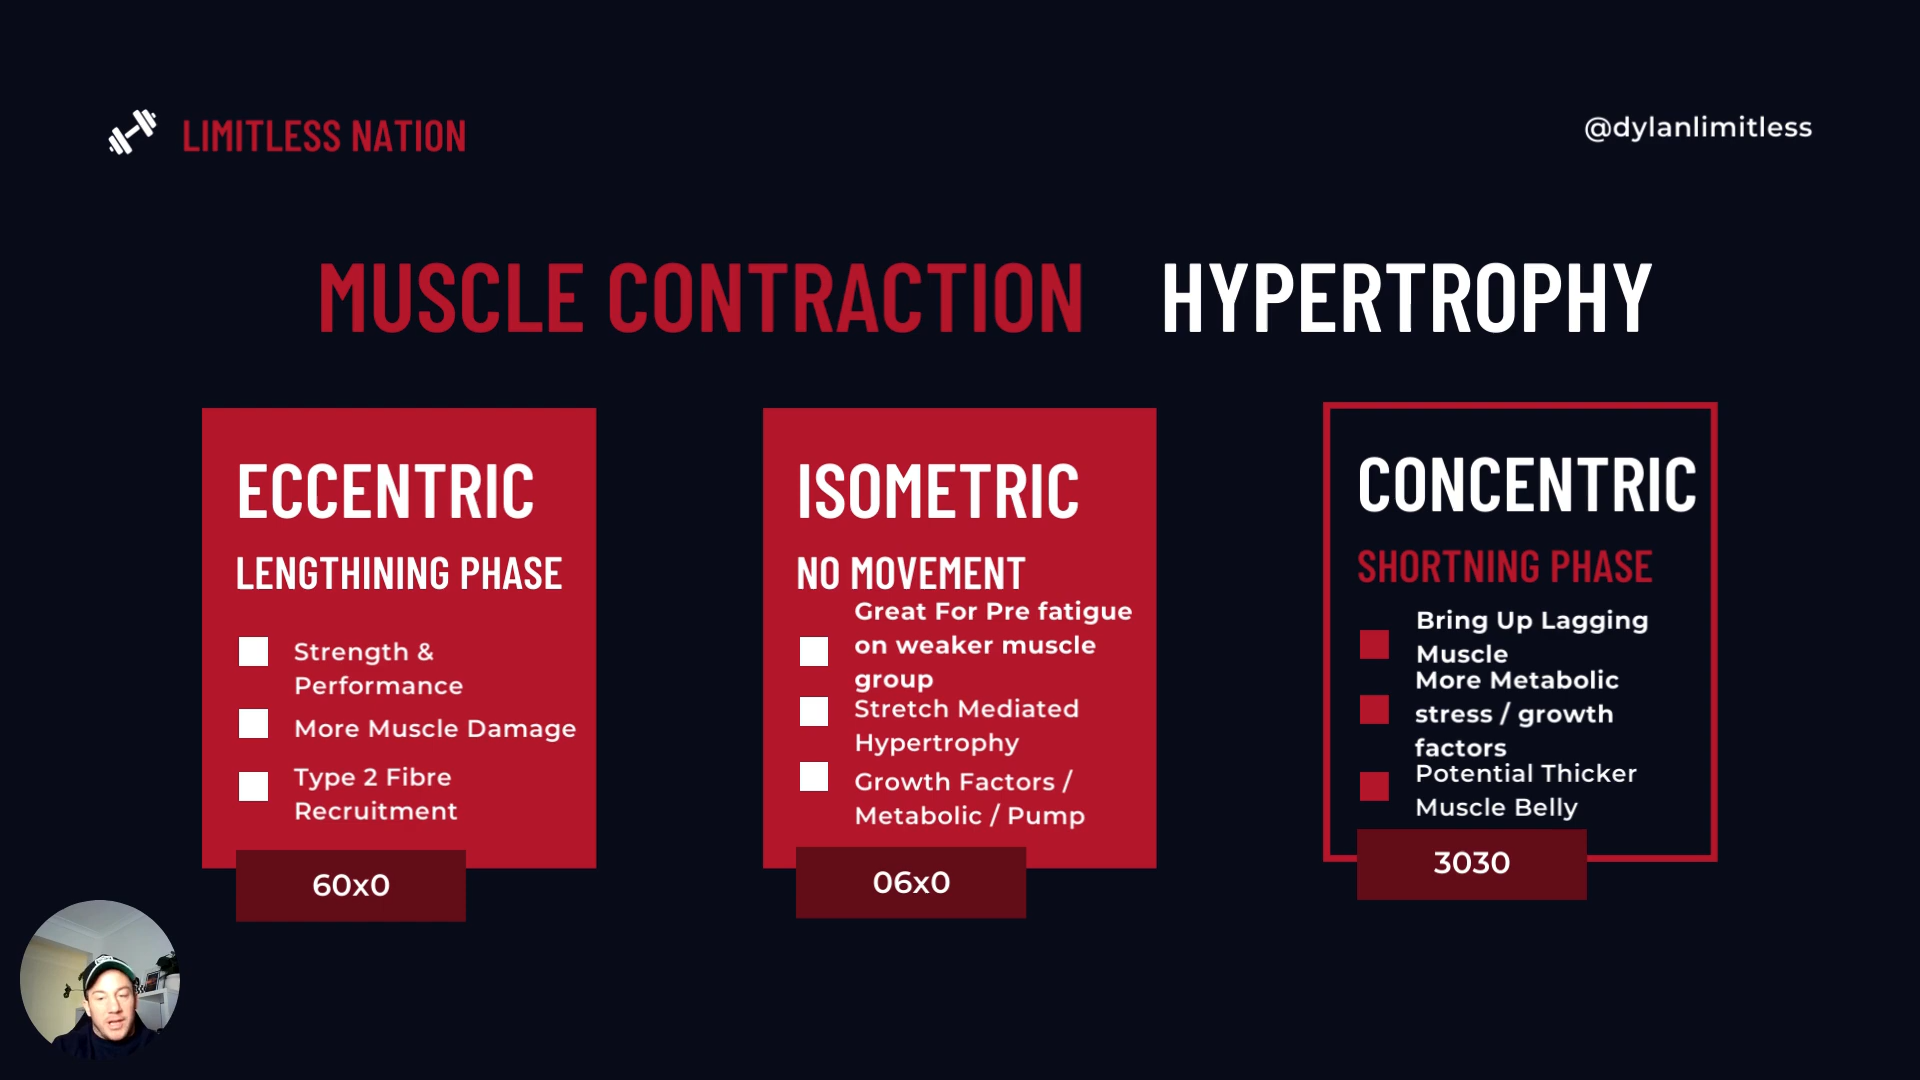 LIMITLESS NATION
@dylanlimitless
MUSCLE CONTRACTION HYPERTROPHY
ECCENTRIC
LENGTHINING PHASE
Strength &
Performance
More Muscle Damage
Type 2 Fibre
Recruitment
60x0
ISOMETRIC
NO MOVEMENT
Great For Pre fatigue
on weaker muscle
group
Stretch Mediated
Hypertrophy
Growth Factors /
Metabolic / Pump
06x0
CONCENTRIC
SHORTNING PHASE
Bring Up Lagging
Muscle
More Metabolic
stress / growth
factors
Potential Thicker
Muscle Belly
3030